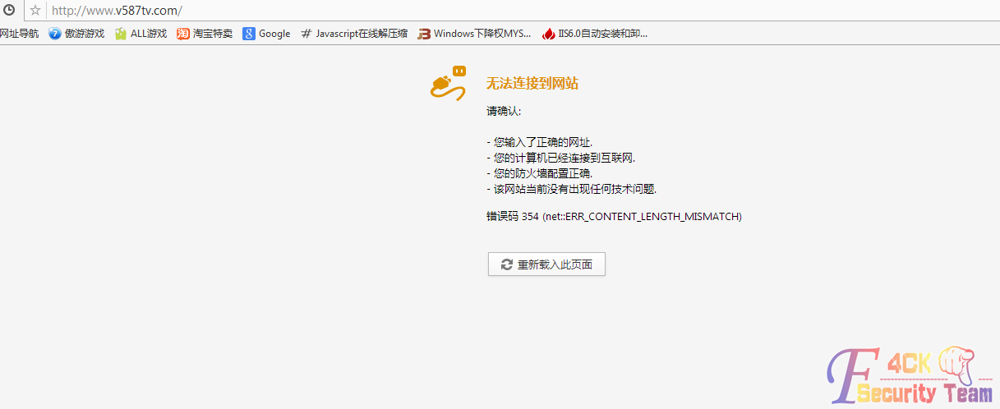 http://www.v587tv.com/
网址导航 傲游游戏 ALL游戏 淘宝特卖 Google Javascript在线解压缩 Windows下降权MYS... IIS6.0自动安装和卸...
无法连接到网站
请确认:
- 您输入了正确的网址.
- 您的计算机已经连接到互联网.
- 您的防火墙配置正确.
- 该网站当前没有出现任何技术问题.
错误码 354 (net::ERR_CONTENT_LENGTH_MISMATCH)
重新载入此页面
F4CK
Security Team